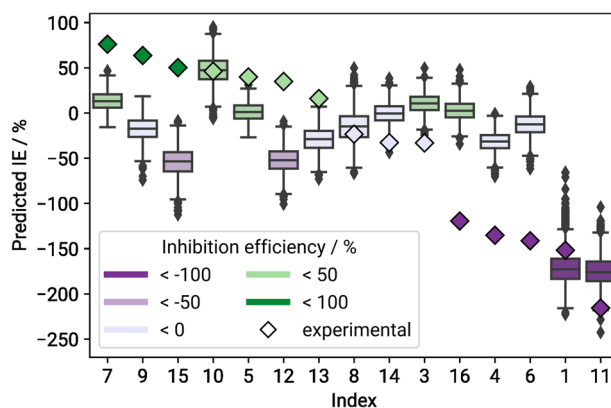 100
50
0
−50
−100
−150
−200
−250
Predicted IE / %
Inhibition efficiency / %
< -100
< -50
< 0
< 50
< 100
experimental
7 9 15 10 5 12 13 8 14 3 16 4 6 1 11
Index